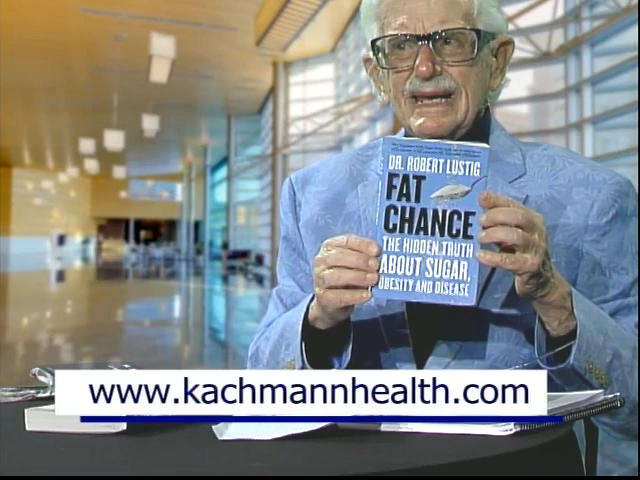 DR. ROBERT LUSTIG
FAT
CHANCE
THE HIDDEN TRUTH
ABOUT SUGAR,
OBESITY AND DISEASE
www.kachmannhealth.com